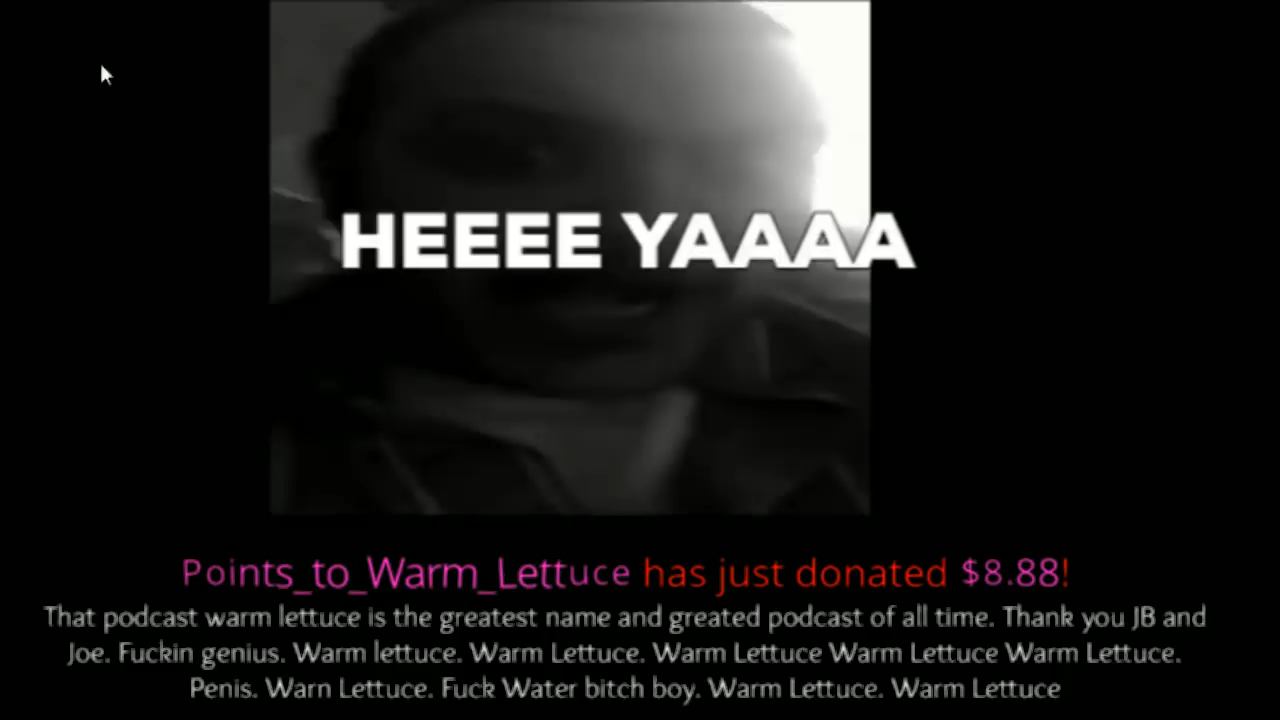 HEEEE YAAAA
Points_to_Warm_Lettuce has just donated $8.88!
That podcast warm lettuce is the greatest name and greated podcast of all time. Thank you JB and
Joe. Fuckin genius. Warm lettuce. Warm Lettuce. Warm Lettuce Warm Lettuce Warm Lettuce.
Penis. Warn Lettuce. Fuck Water bitch boy. Warm Lettuce. Warm Lettuce